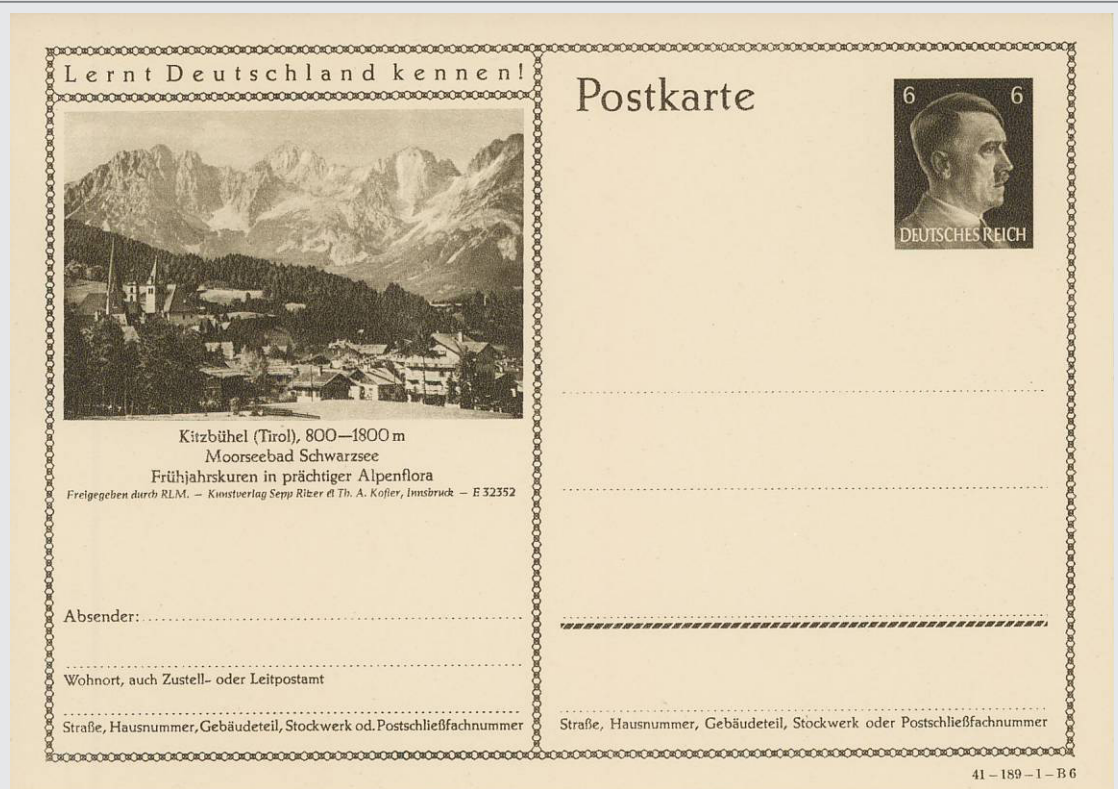 Lernt Deutschland kennen!
Kitzbühel (Tirol), 800—1800 m
Moorseebad Schwarzsee
Frühjahrskuren in prächtiger Alpenflora
Freigegeben durch RLM. — Kunstverlag Sepp Ritzer & Th. A. Kofler, Innsbruck — E 32352
Absender:
Wohnort, auch Zustell- oder Leitpostamt
Straße, Hausnummer, Gebäudeteil, Stockwerk od. Postschließfachnummer
Postkarte
6 6
DEUTSCHES REICH
Straße, Hausnummer, Gebäudeteil, Stockwerk oder Postschließfachnummer
41 – 189 – 1 – B 6